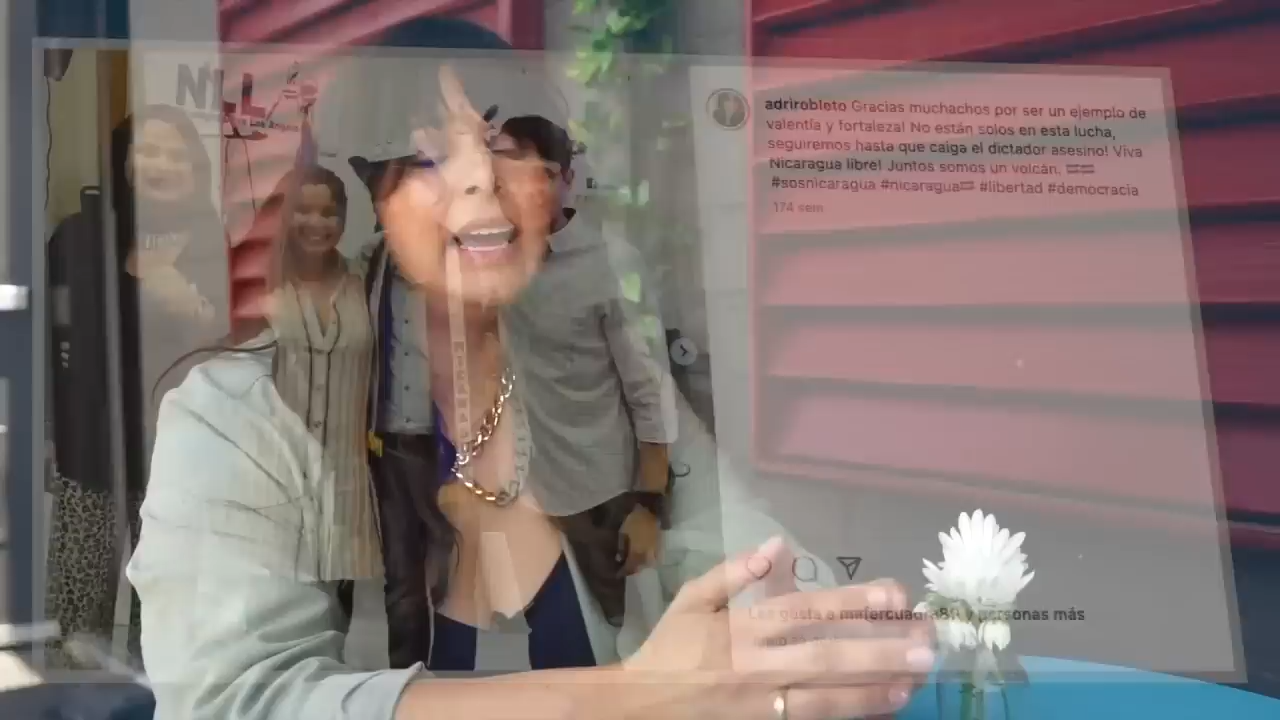 adrirobleto Gracias muchachos por ser un ejemplo de
valentía y fortaleza! No están solos en esta lucha,
seguiremos hasta que caiga el dictador asesino! Viva
Nicaragua libre! Juntos somos un volcán.
#sosnicaragua #nicaragua #libertad #democracia
174 sem
Les gusta a mafercuadra89 y personas más